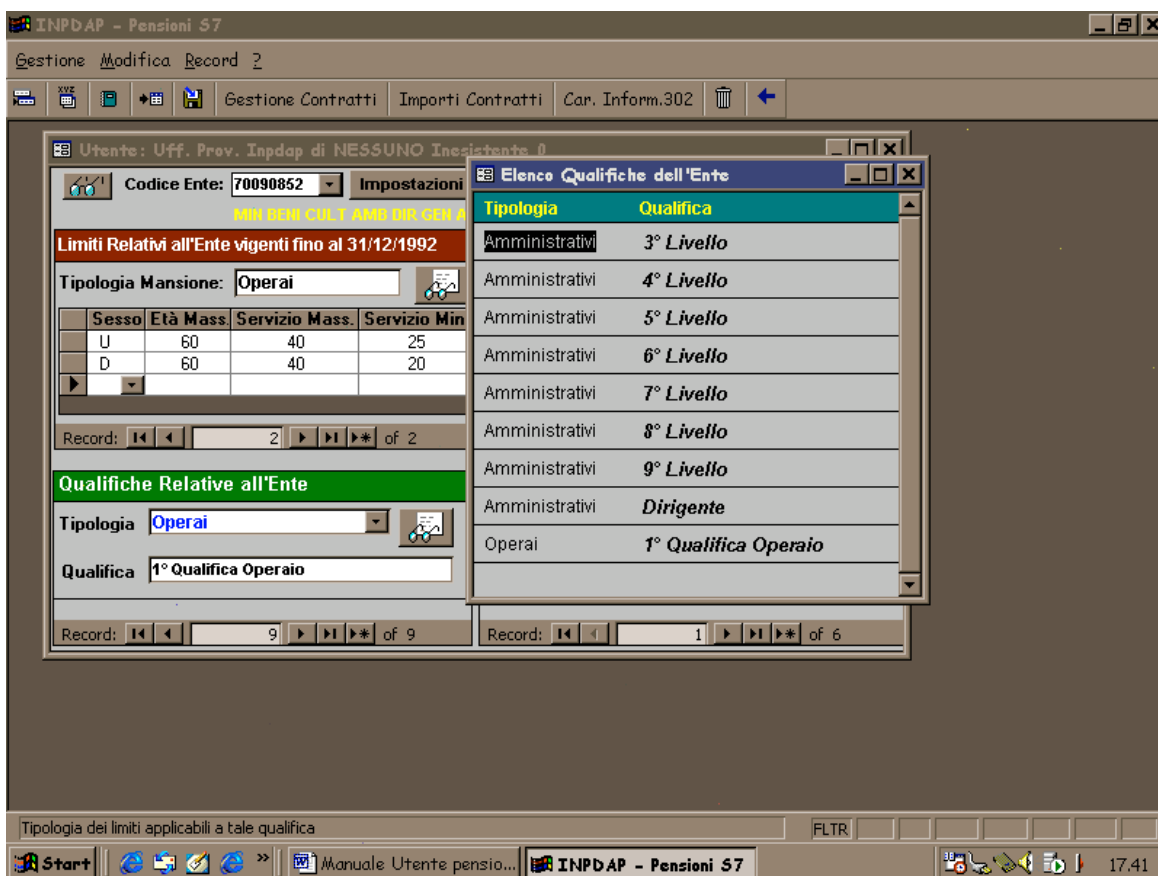 INPDAP - Pensioni S7
Gestione Modifica Record ?
Gestione Contratti Importi Contratti Car. Inform.302
Utente: Uff. Prov. Inpdap di NESSUNO Inesistente 0
Codice Ente: 70090852 Impostazioni
MIN BENI CULT AMB DIR GEN A
Limiti Relativi all'Ente vigenti fino al 31/12/1992
Tipologia Mansione: Operai
Sesso Età Mass. Servizio Mass. Servizio Min
U 60 40 25
D 60 40 20
Record: 2 of 2
Qualifiche Relative all'Ente
Tipologia Operai
Qualifica 1° Qualifica Operaio
Record: 9 of 9
Elenco Qualifiche dell'Ente
Tipologia Qualifica
Amministrativi 3° Livello
Amministrativi 4° Livello
Amministrativi 5° Livello
Amministrativi 6° Livello
Amministrativi 7° Livello
Amministrativi 8° Livello
Amministrativi 9° Livello
Amministrativi Dirigente
Operai 1° Qualifica Operaio
Record: 1 of 6
Tipologia dei limiti applicabili a tale qualifica FLTR
Start » Manuale Utente pensio... INPDAP - Pensioni S7 17.41